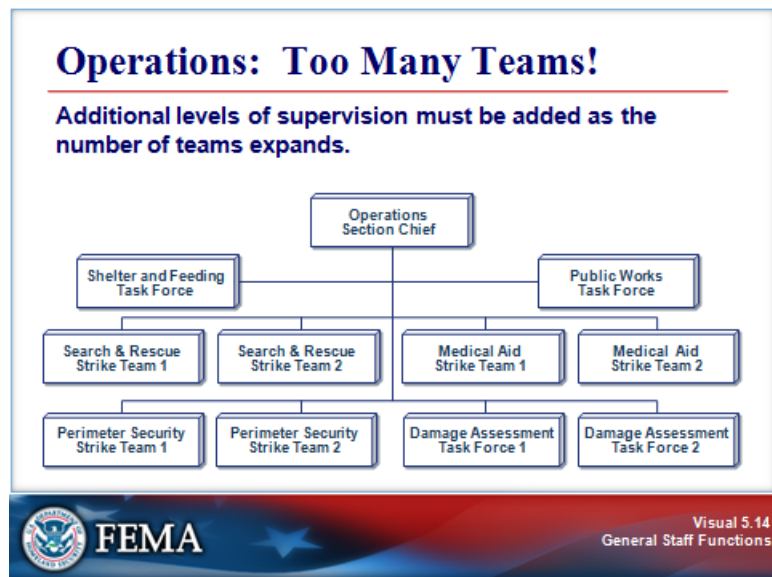 Operations:  Too Many Teams!
Additional levels of supervision must be added as the
number of teams expands.
Operations
Section Chief
Shelter and Feeding
Task Force
Public Works
Task Force
Search & Rescue
Strike Team 1
Search & Rescue
Strike Team 2
Medical Aid
Strike Team 1
Medical Aid
Strike Team 2
Perimeter Security
Strike Team 1
Perimeter Security
Strike Team 2
Damage Assessment
Task Force 1
Damage Assessment
Task Force 2
FEMA
Visual 5.14
General Staff Functions